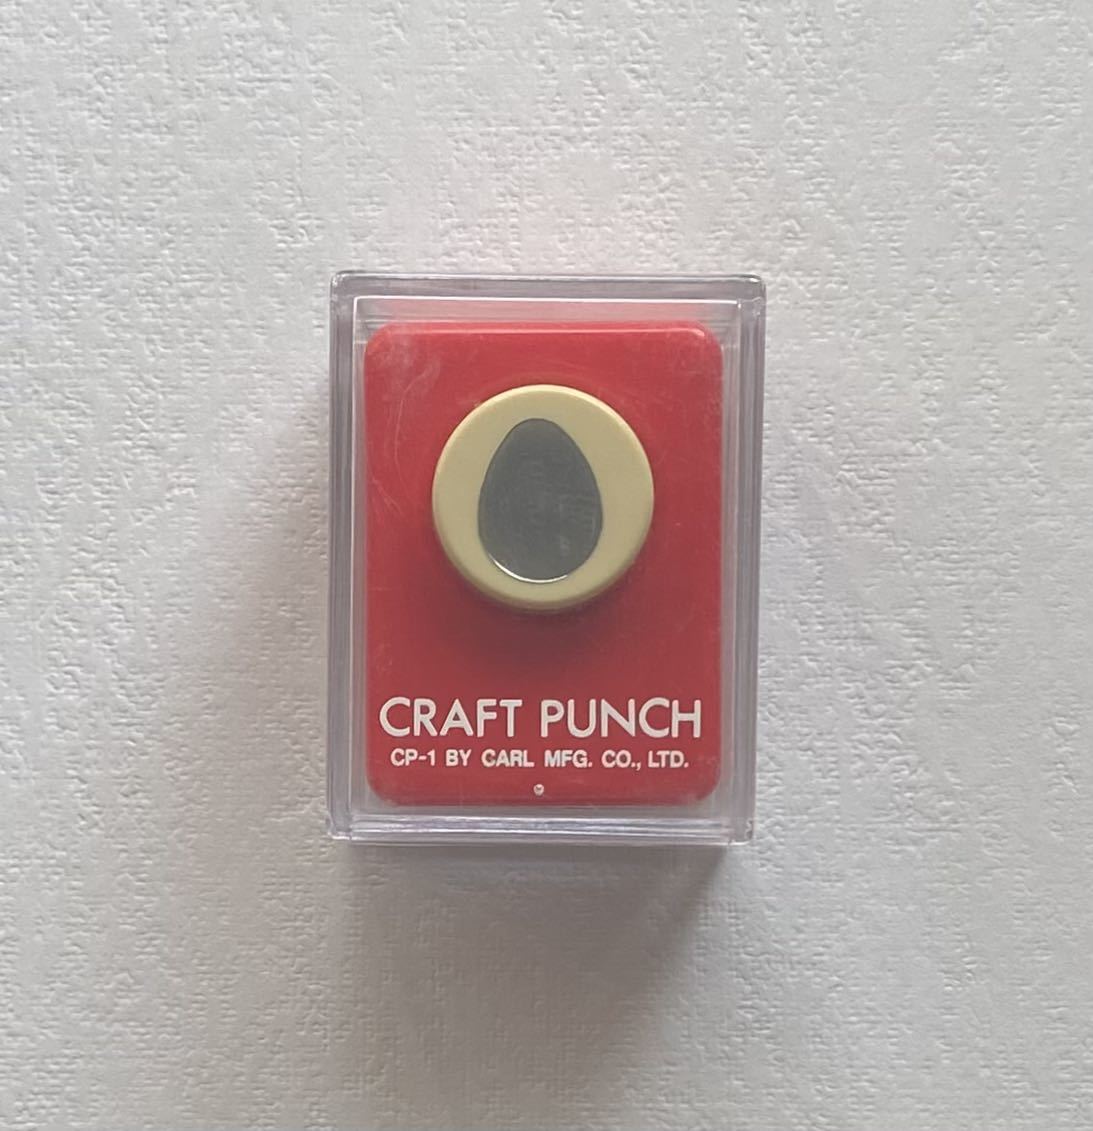 CRAFT PUNCH
CP-1 BY CARL MFG. CO., LTD.